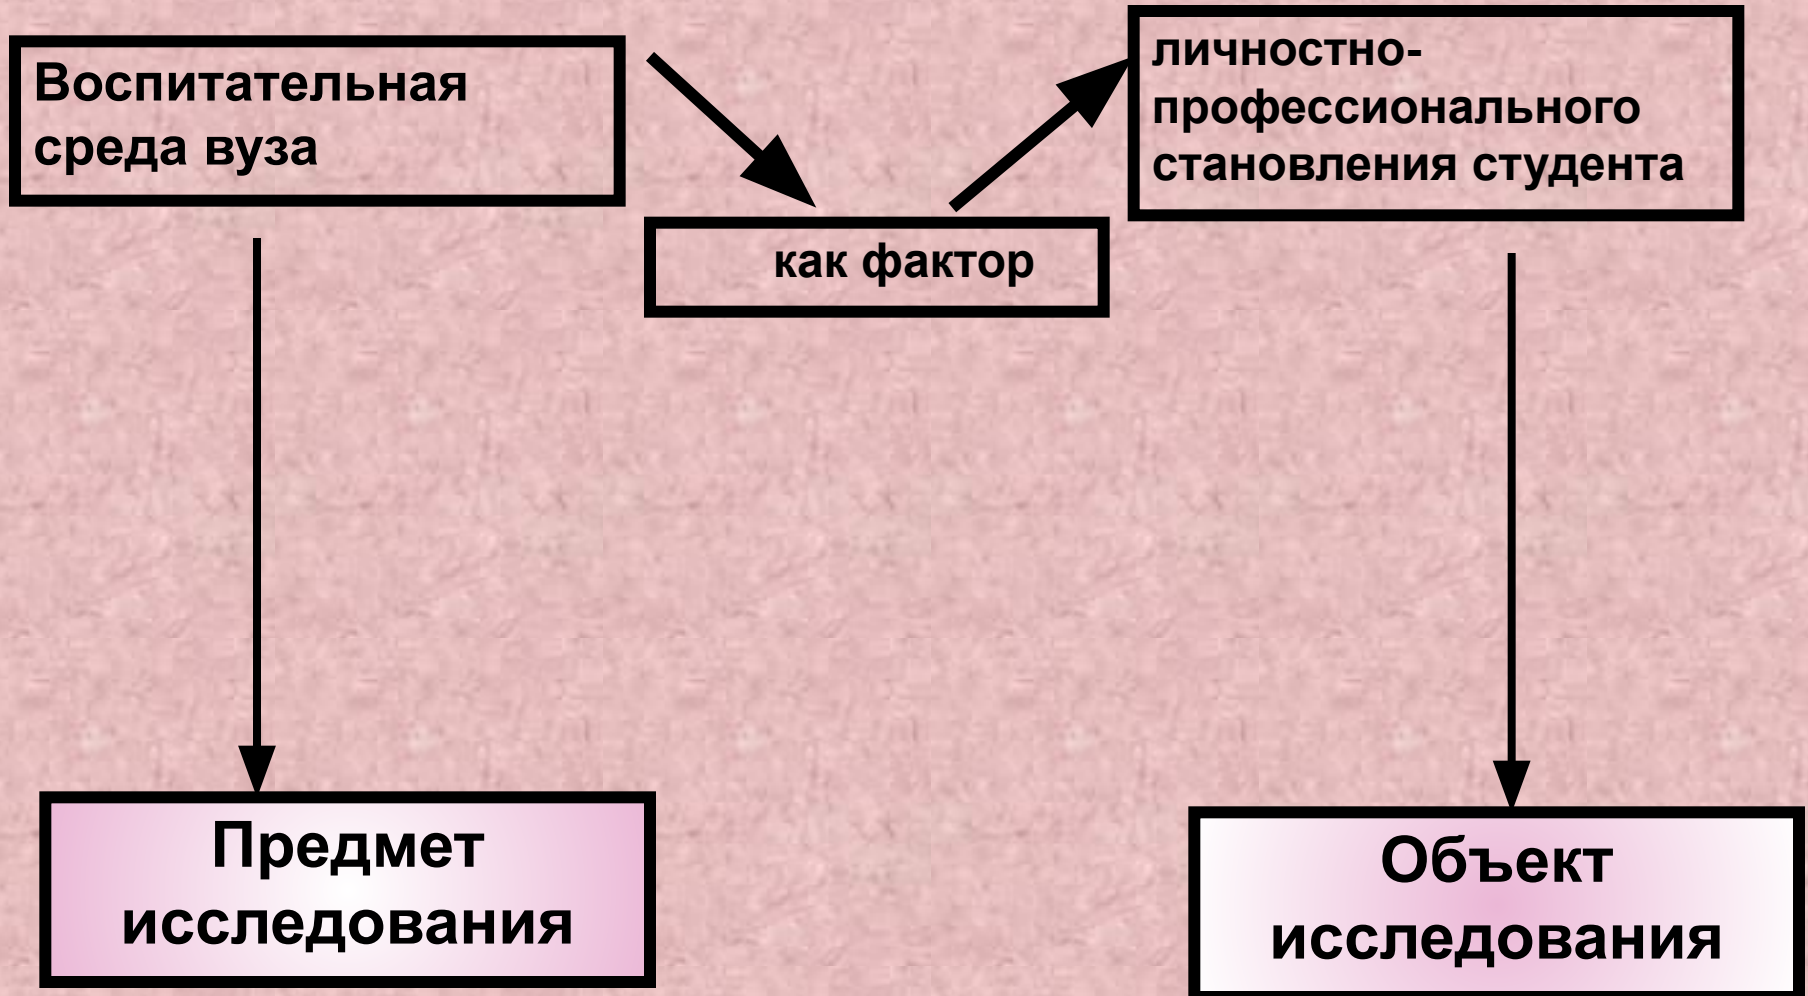 Воспитательная
среда вуза
как фактор
личностно-
профессионального
становления студента
Предмет
исследования
Объект
исследования